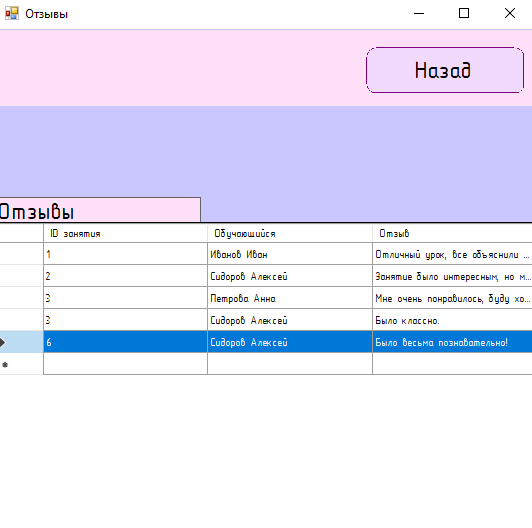 Отзывы
Назад
Отзывы
ID занятия Обучающийся Отзыв
1 Иванов Иван Отличный урок, все объяснили ...
2 Сидоров Алексей Занятие было интересным, но м...
3 Петрова Анна Мне очень понравилось, буду хо...
3 Сидоров Алексей Было классно.
6 Сидоров Алексей Было весьма познавательно!